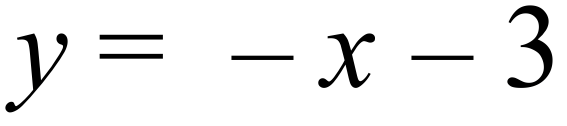 y = − x − 3